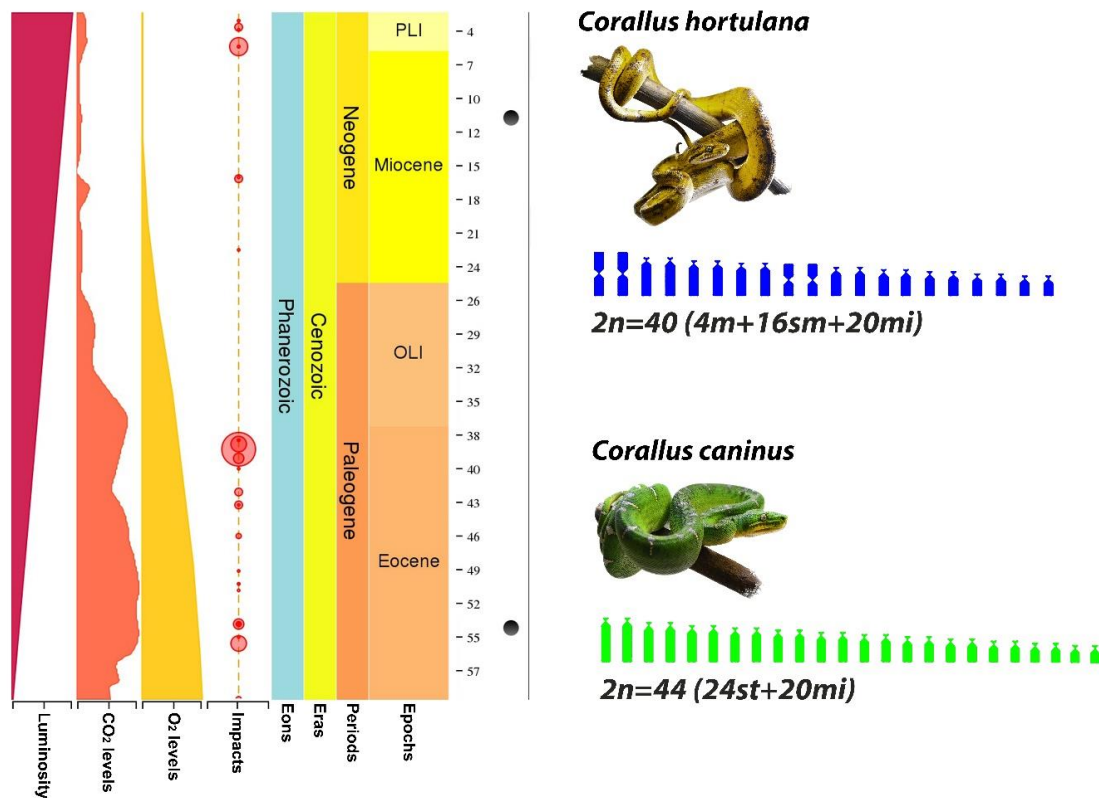 Corallus hortulana
2n=40 (4m+16sm+20mi)
Corallus caninus
2n=44 (24st+20mi)
PLI
Miocene
OLI
Eocene
Neogene
Paleogene
Cenozoic
Phanerozoic
4
7
10
12
15
18
21
24
26
29
32
35
38
40
43
46
49
52
55
57
Luminosity
CO2 levels
O2 levels
Impacts
Eons
Eras
Periods
Epochs